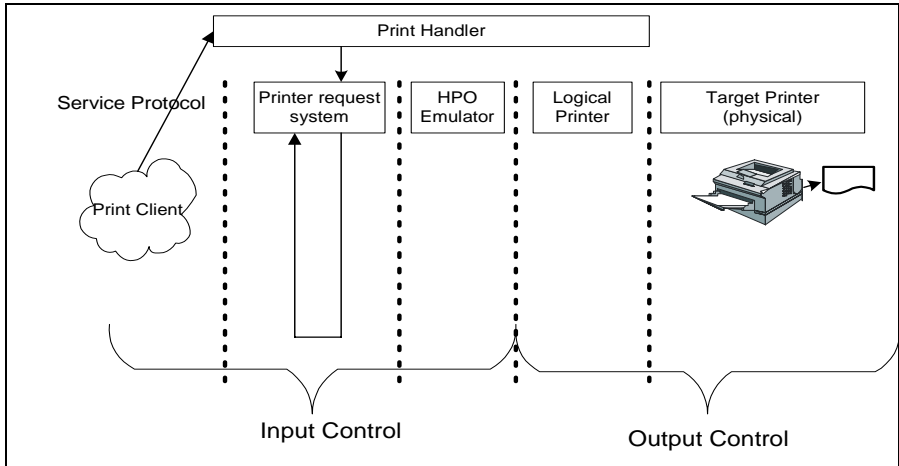 Print Handler
Service Protocol
Printer request
system
HPO
Emulator
Logical
Printer
Target Printer
(physical)
Print Client
Input Control
Output Control